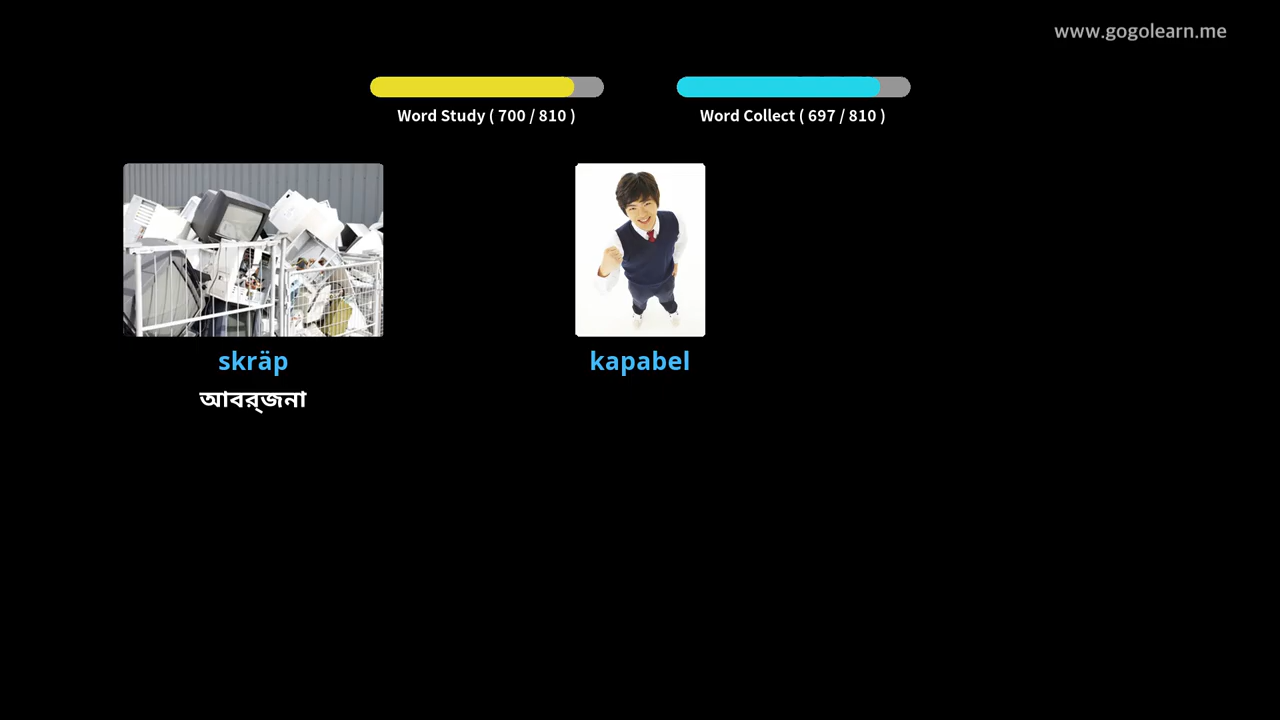 www.gogolearn.me
Word Study ( 700 / 810 )
Word Collect ( 697 / 810 )
skräp
kapabel
আবর্জনা